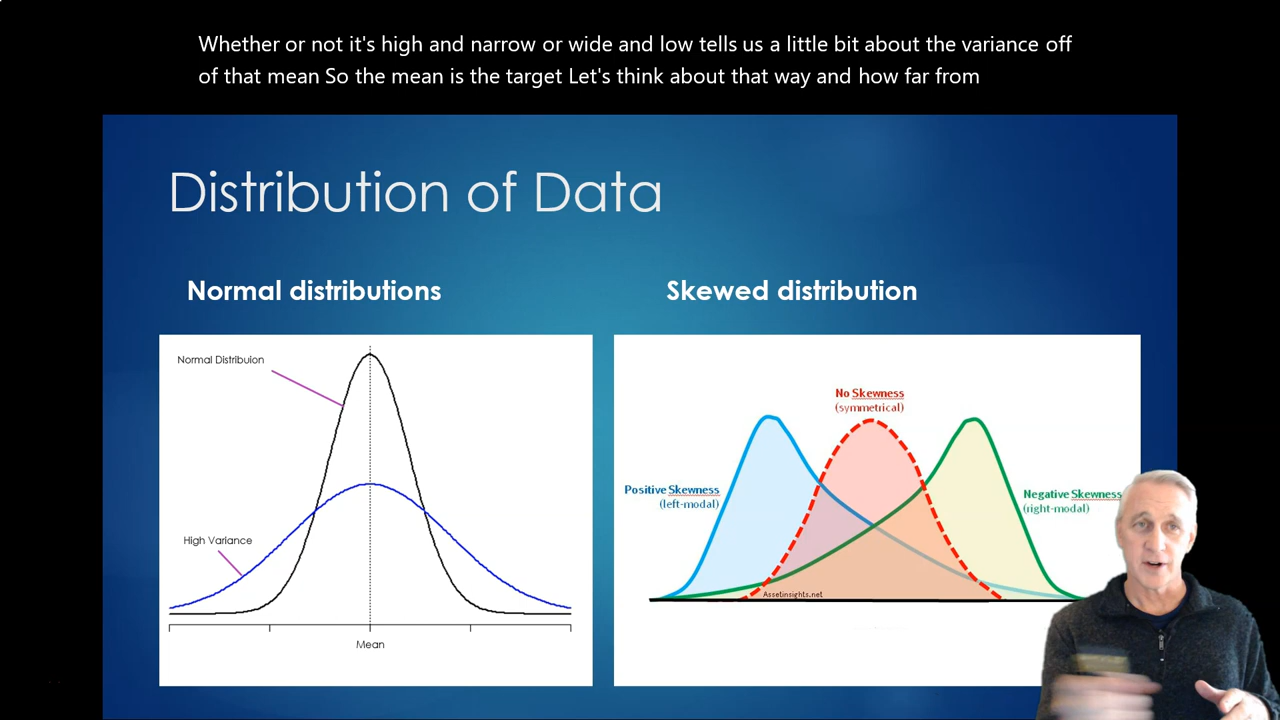 Whether or not it's high and narrow or wide and low tells us a little bit about the variance off
of that mean So the mean is the target Let's think about that way and how far from
Distribution of Data
Normal distributions
Skewed distribution
Normal Distribuion
High Variance
Mean
No Skewness
(symmetrical)
Positive Skewness
(left-modal)
Negative Skewness
(right-modal)
Assetinsights.net